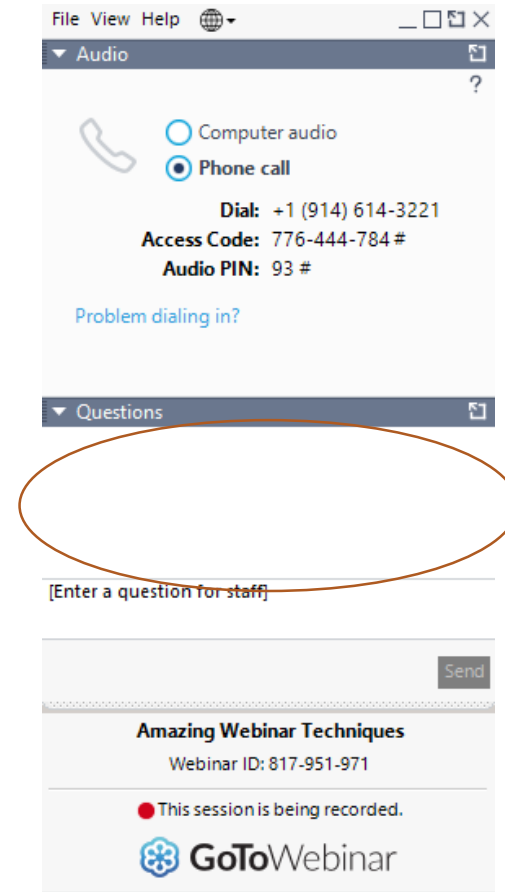 File View Help
Audio
?
Computer audio
Phone call
Dial: +1 (914) 614-3221
Access Code: 776-444-784 #
Audio PIN: 93 #
Problem dialing in?
Questions
[Enter a question for staff]
Send
Amazing Webinar Techniques
Webinar ID: 817-951-971
This session is being recorded.
GoToWebinar